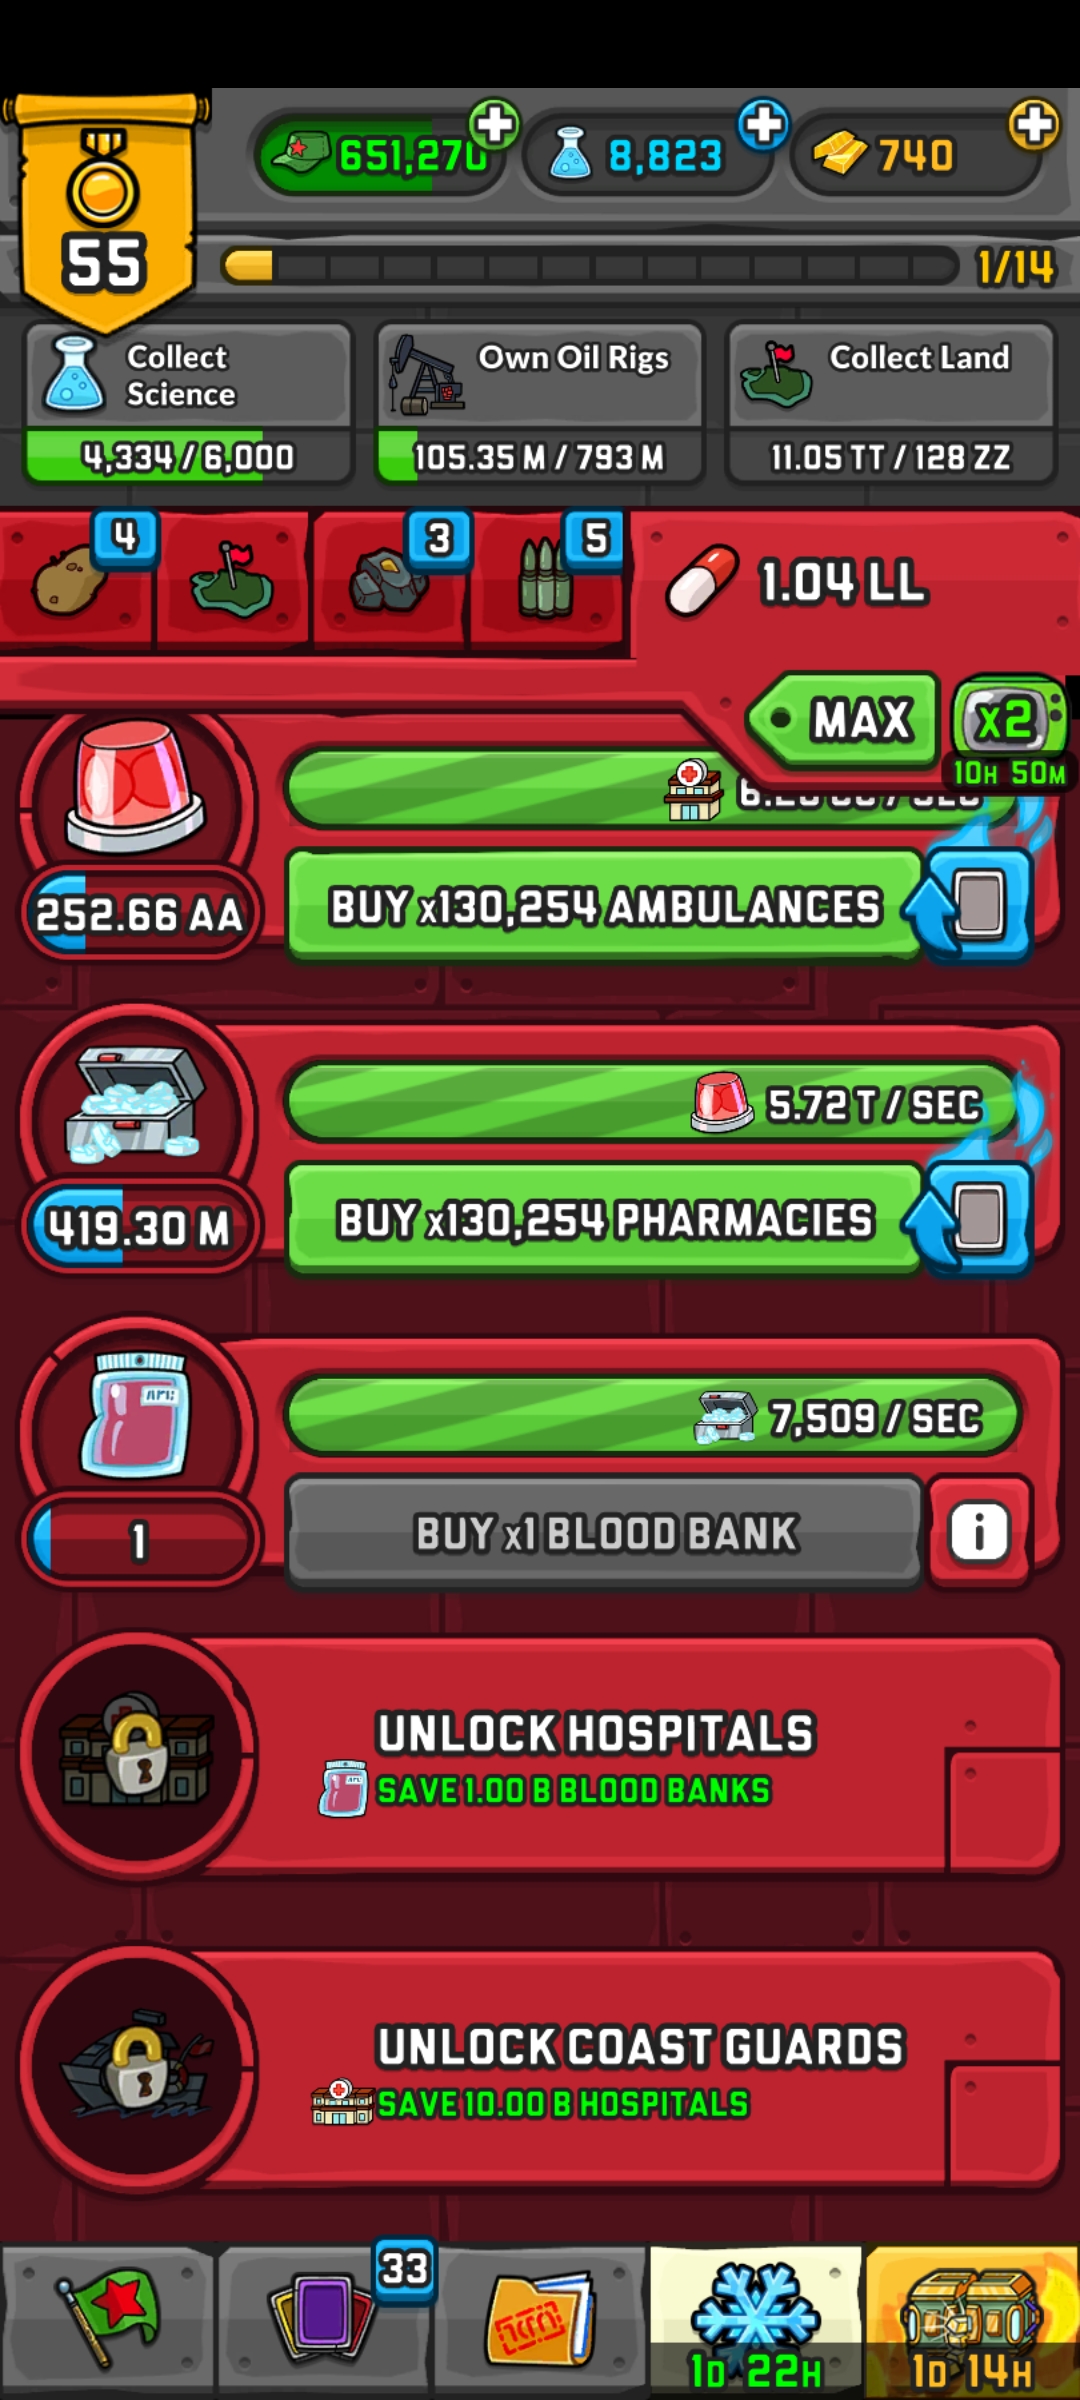 651,270
8,823
740
55
1/14
Collect
Science
4,334 / 6,000
Own Oil Rigs
105.35 M / 793 M
Collect Land
11.05 TT / 128 ZZ
4
3
5
1.04 LL
MAX
x2
10H 50M
252.66 AA
BUY x130,254 AMBULANCES
5.72 T / SEC
419.30 M
BUY x130,254 PHARMACIES
7,509 / SEC
1
BUY x1 BLOOD BANK
i
UNLOCK HOSPITALS
SAVE 1.00 B BLOOD BANKS
UNLOCK COAST GUARDS
SAVE 10.00 B HOSPITALS
33
1D 22H
1D 14H